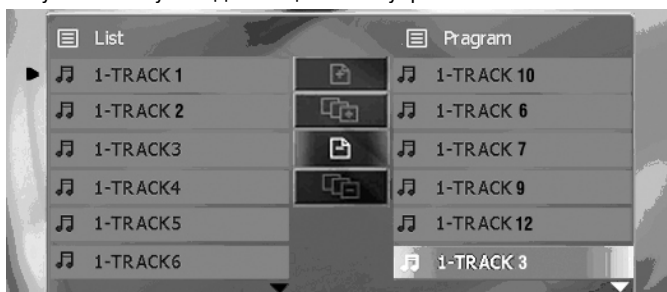 List
Pragram
1-TRACK 1
1-TRACK 10
1-TRACK 2
1-TRACK 6
1-TRACK3
1-TRACK 7
1-TRACK4
1-TRACK 9
1-TRACK5
1-TRACK 12
1-TRACK6
1-TRACK 3